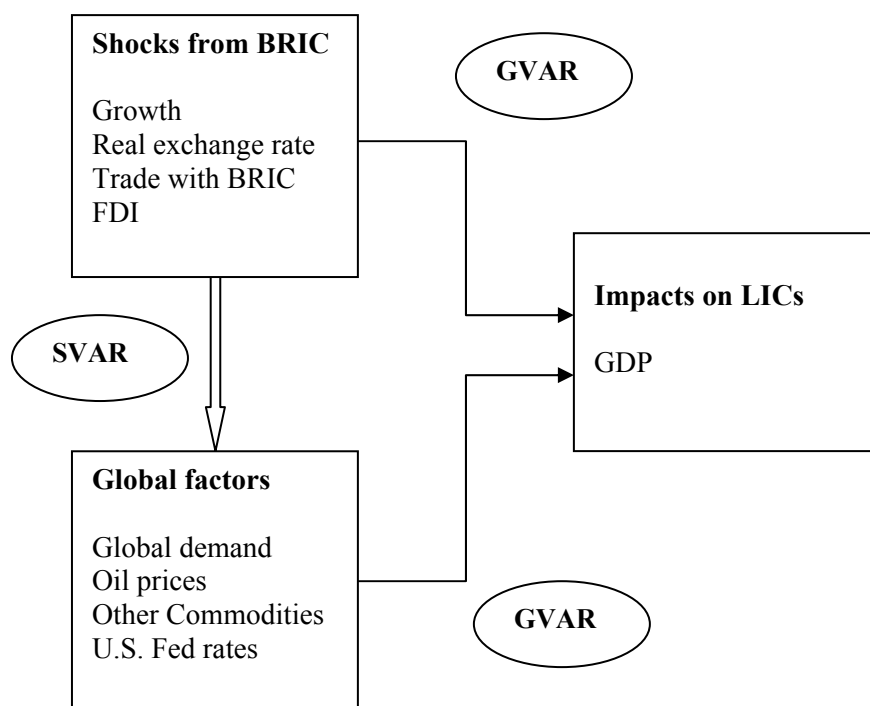 Shocks from BRIC
Growth
Real exchange rate
Trade with BRIC
FDI
GVAR
Impacts on LICs
GDP
SVAR
Global factors
Global demand
Oil prices
Other Commodities
U.S. Fed rates
GVAR